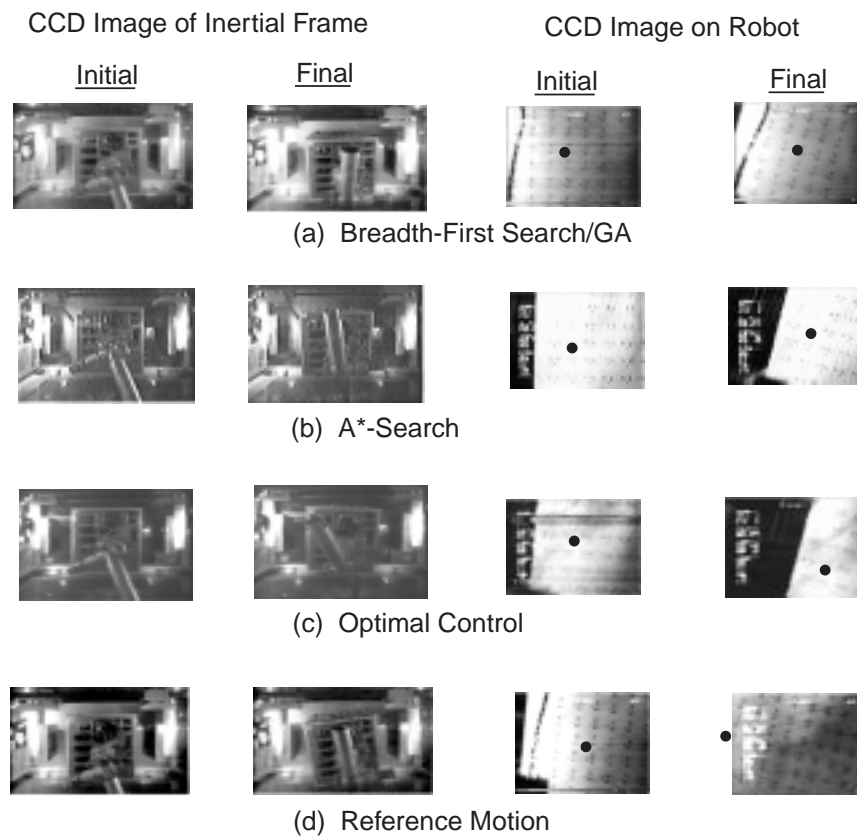 CCD Image of Inertial Frame
CCD Image on Robot
Initial
Final
Initial
Final
(a) Breadth-First Search/GA
(b) A*-Search
(c) Optimal Control
(d) Reference Motion